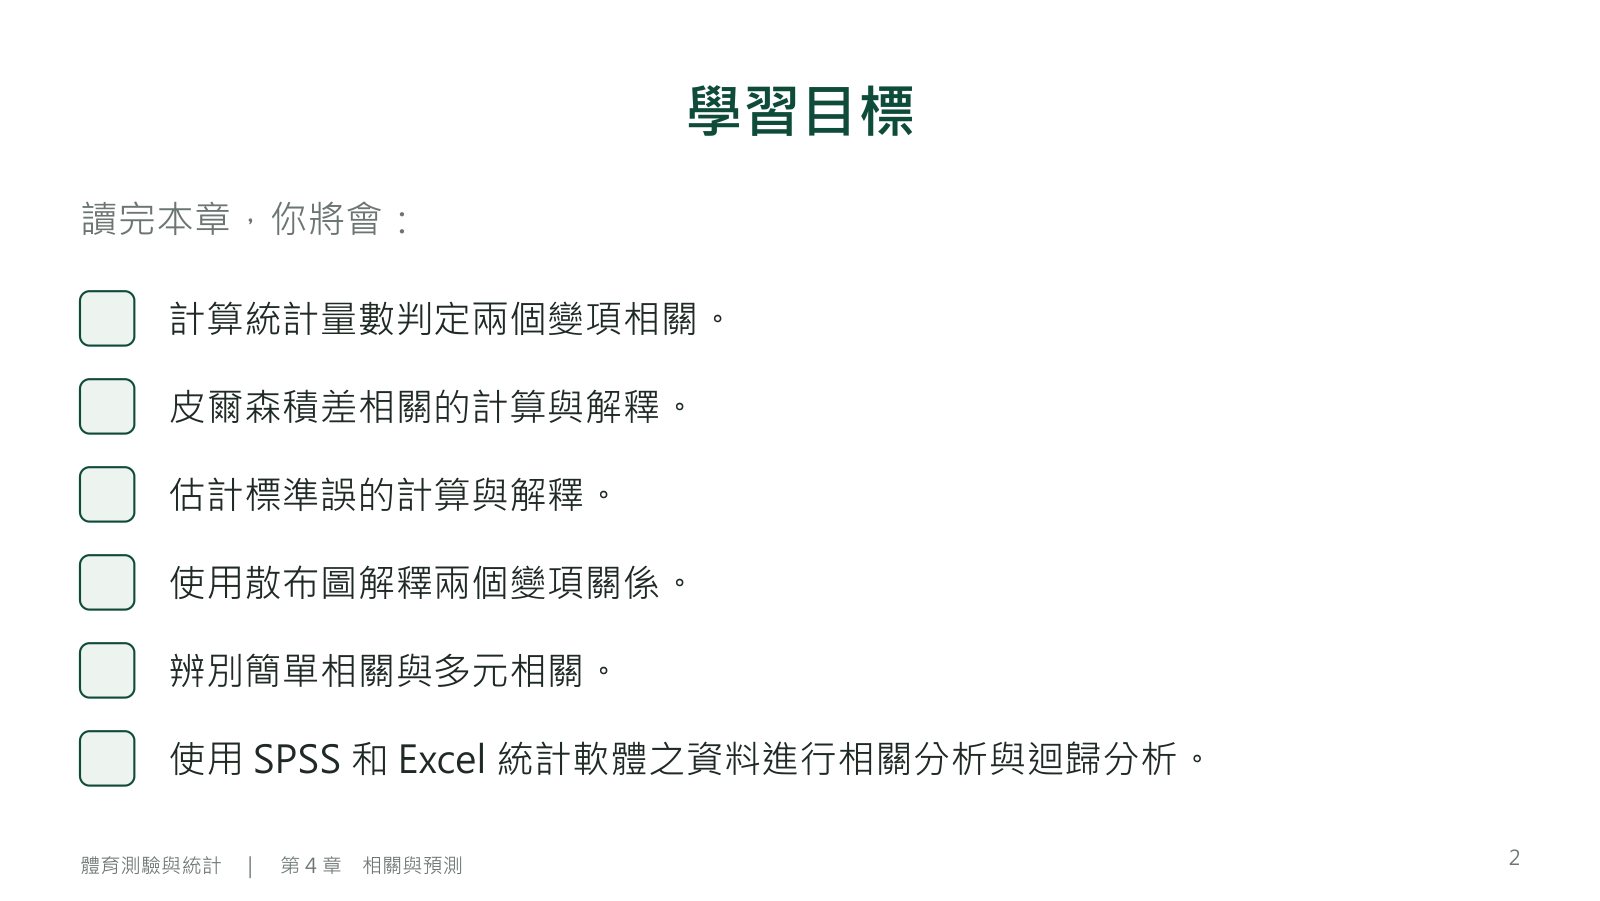 學習目標
讀完本章，你將會：
計算統計量數判定兩個變項相關。
皮爾森積差相關的計算與解釋。
估計標準誤的計算與解釋。
使用散布圖解釋兩個變項關係。
辨別簡單相關與多元相關。
使用 SPSS 和 Excel 統計軟體之資料進行相關分析與迴歸分析。
體育測驗與統計　|　第 4 章　相關與預測
2